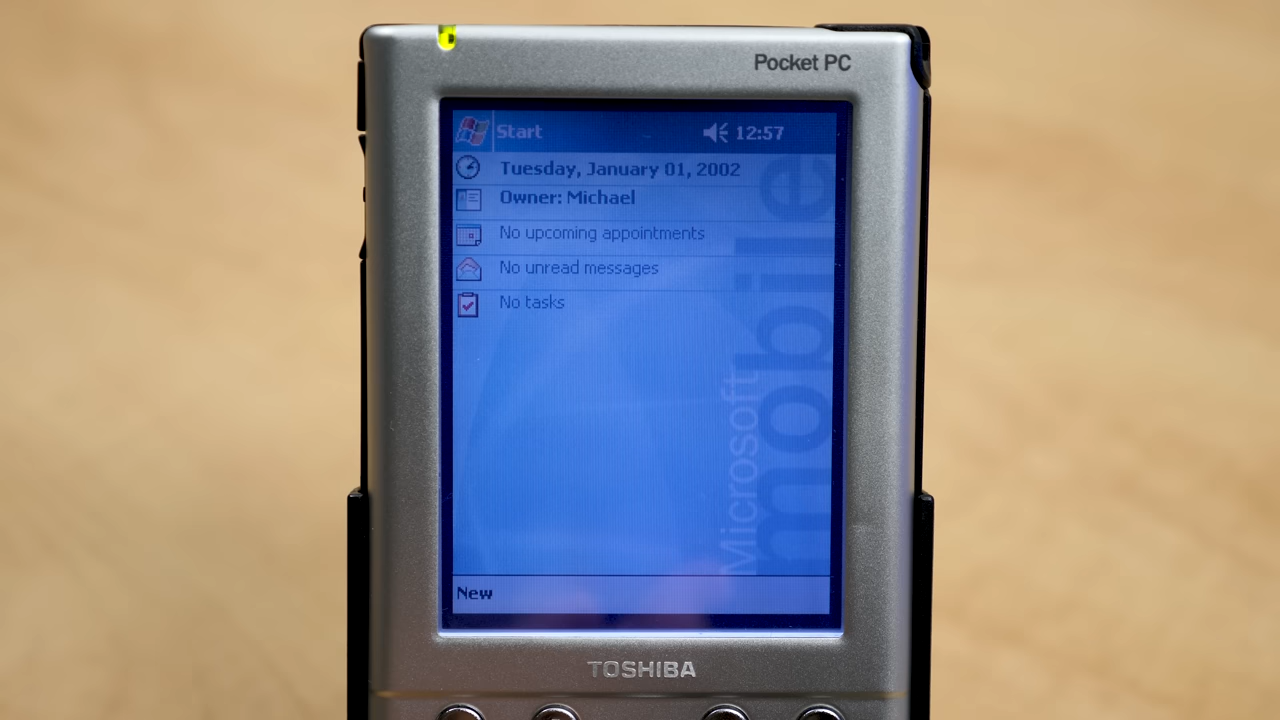 Pocket PC
Start 12:57
Tuesday, January 01, 2002
Owner: Michael
No upcoming appointments
No unread messages
No tasks
Microsoft
mobile
New
TOSHIBA